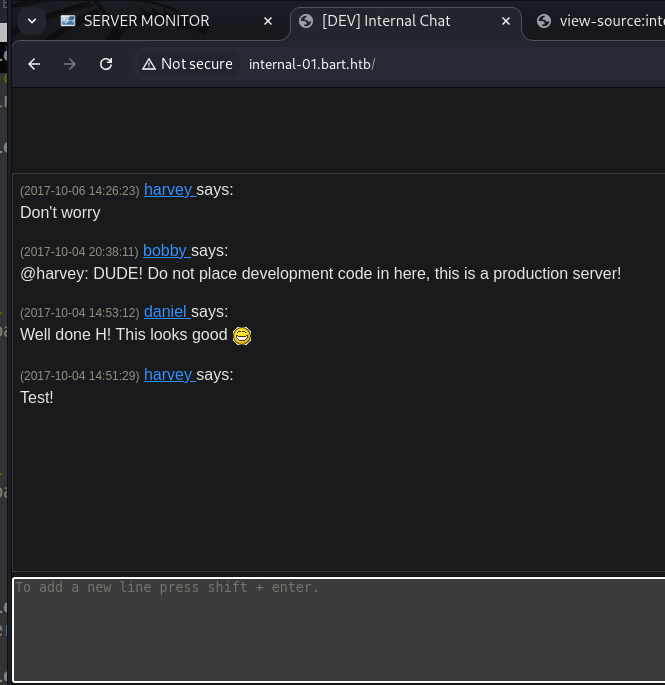 SERVER MONITOR
[DEV] Internal Chat
view-source:inte
Not secure
internal-01.bart.htb/
(2017-10-06 14:26:23) harvey says:
Don't worry
(2017-10-04 20:38:11) bobby says:
@harvey: DUDE! Do not place development code in here, this is a production server!
(2017-10-04 14:53:12) daniel says:
Well done H! This looks good
(2017-10-04 14:51:29) harvey says:
Test!
To add a new line press shift + enter.